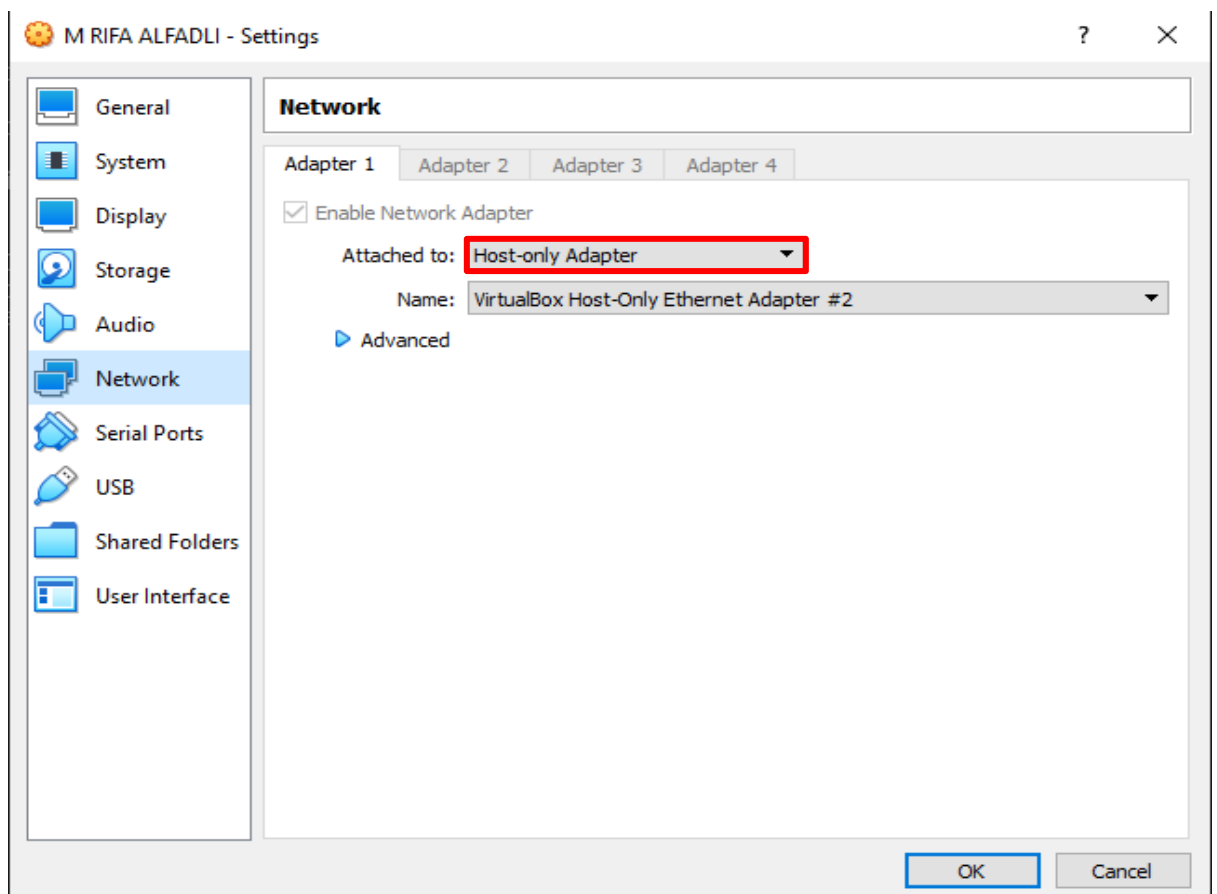 M RIFA ALFADLI - Settings
?
General
System
Display
Storage
Audio
Network
Serial Ports
USB
Shared Folders
User Interface
Network
Adapter 1 Adapter 2 Adapter 3 Adapter 4
Enable Network Adapter
Attached to: Host-only Adapter
Name: VirtualBox Host-Only Ethernet Adapter #2
Advanced
OK Cancel